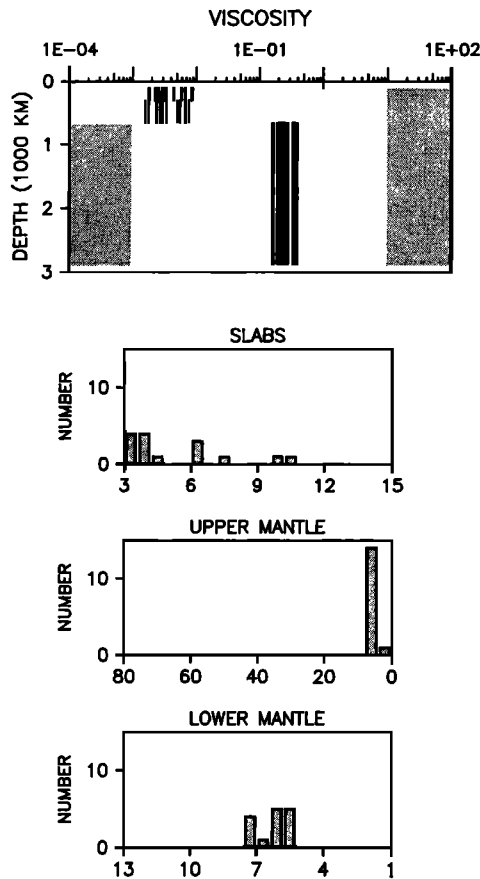 VISCOSITY
1E-04 1E-01 1E+02
0
1
2
3
DEPTH (1000 KM)
SLABS
10
0
NUMBER
3 6 9 12 15
UPPER MANTLE
10
0
NUMBER
80 60 40 20 0
LOWER MANTLE
10
0
NUMBER
13 10 7 4 1